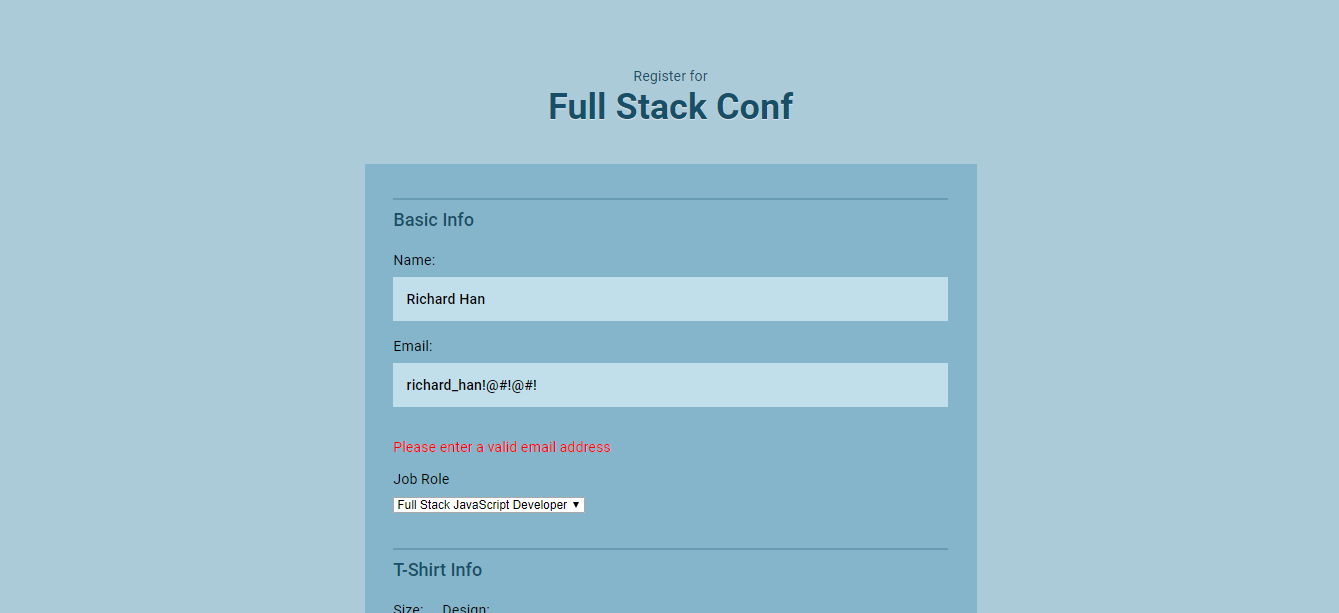 Register for
Full Stack Conf
Basic Info
Name:
Richard Han
Email:
richard_han!@#!@#!
Please enter a valid email address
Job Role
Full Stack JavaScript Developer ▼
T-Shirt Info
Size: Design: